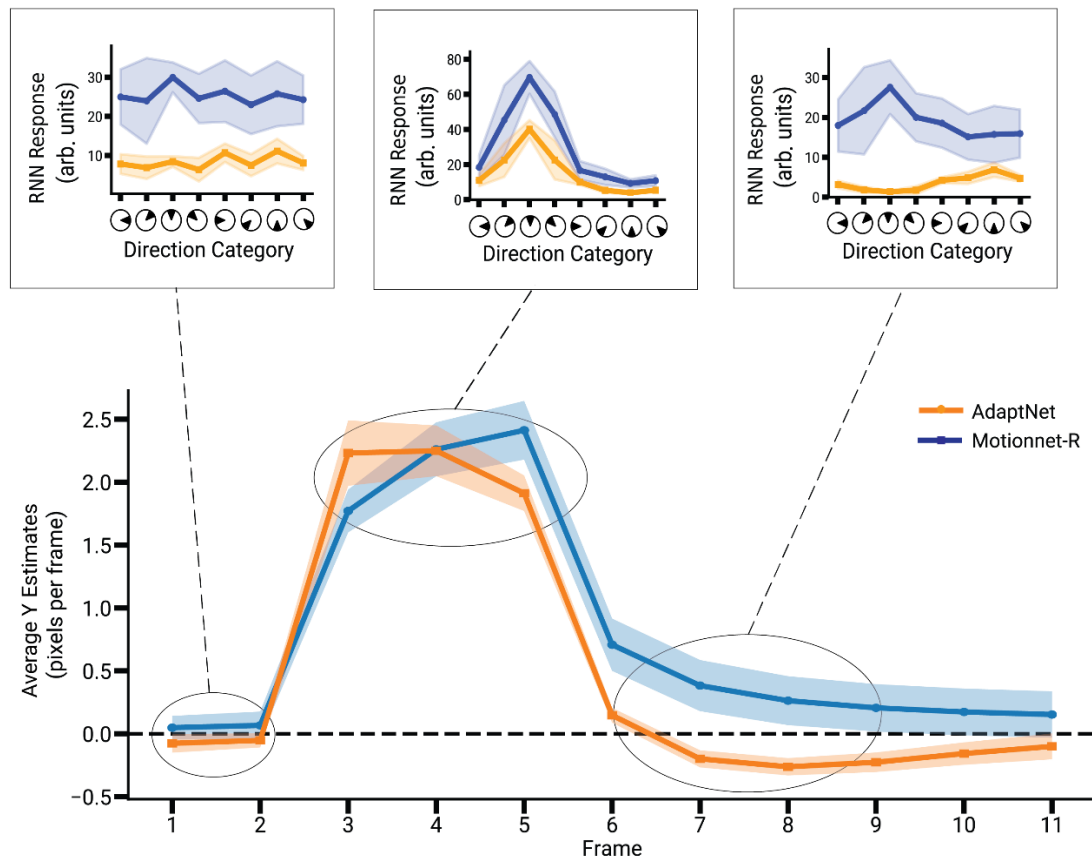 RNN Response
(arb. units)
30
20
10
Direction Category
RNN Response
(arb. units)
80
60
40
20
0
Direction Category
RNN Response
(arb. units)
30
20
10
0
Direction Category
AdaptNet
Motionnet-R
Average Y Estimates
(pixels per frame)
2.5
2.0
1.5
1.0
0.5
0.0
−0.5
1 2 3 4 5 6 7 8 9 10 11
Frame